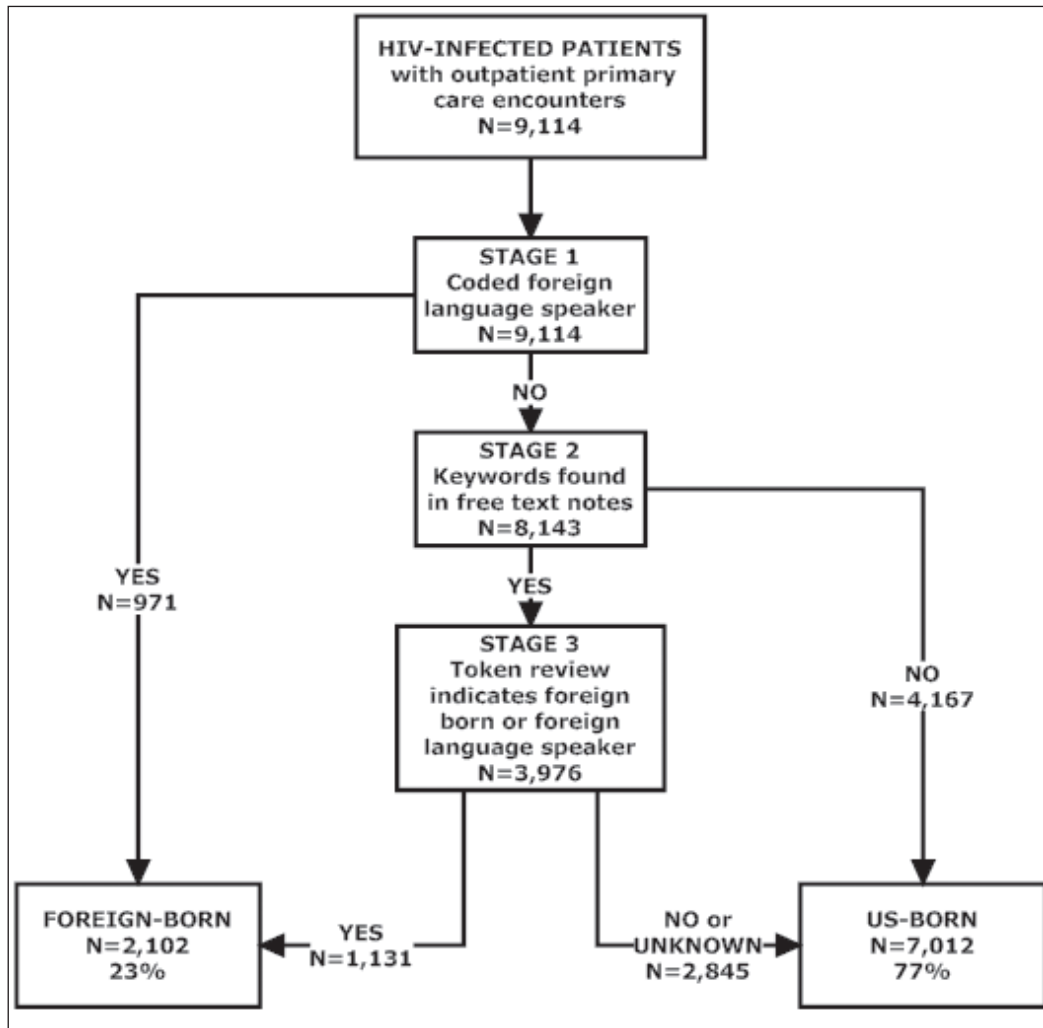 HIV-INFECTED PATIENTS
with outpatient primary
care encounters
N=9,114
STAGE 1
Coded foreign
language speaker
N=9,114
NO
STAGE 2
Keywords found
in free text notes
N=8,143
YES
N=971
YES
STAGE 3
Token review
indicates foreign
born or foreign
language speaker
N=3,976
NO
N=4,167
FOREIGN-BORN
N=2,102
23%
YES
N=1,131
NO or
UNKNOWN
N=2,845
US-BORN
N=7,012
77%